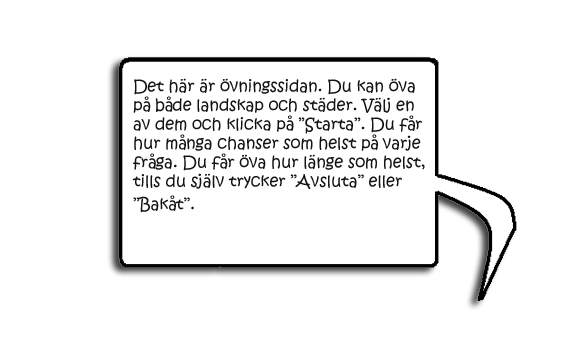 Det här är övningssidan. Du kan öva
på både landskap och städer. Välj en
av dem och klicka på ”Starta”. Du får
hur många chanser som helst på varje
fråga. Du får öva hur länge som helst,
tills du själv trycker ”Avsluta” eller
”Bakåt”.